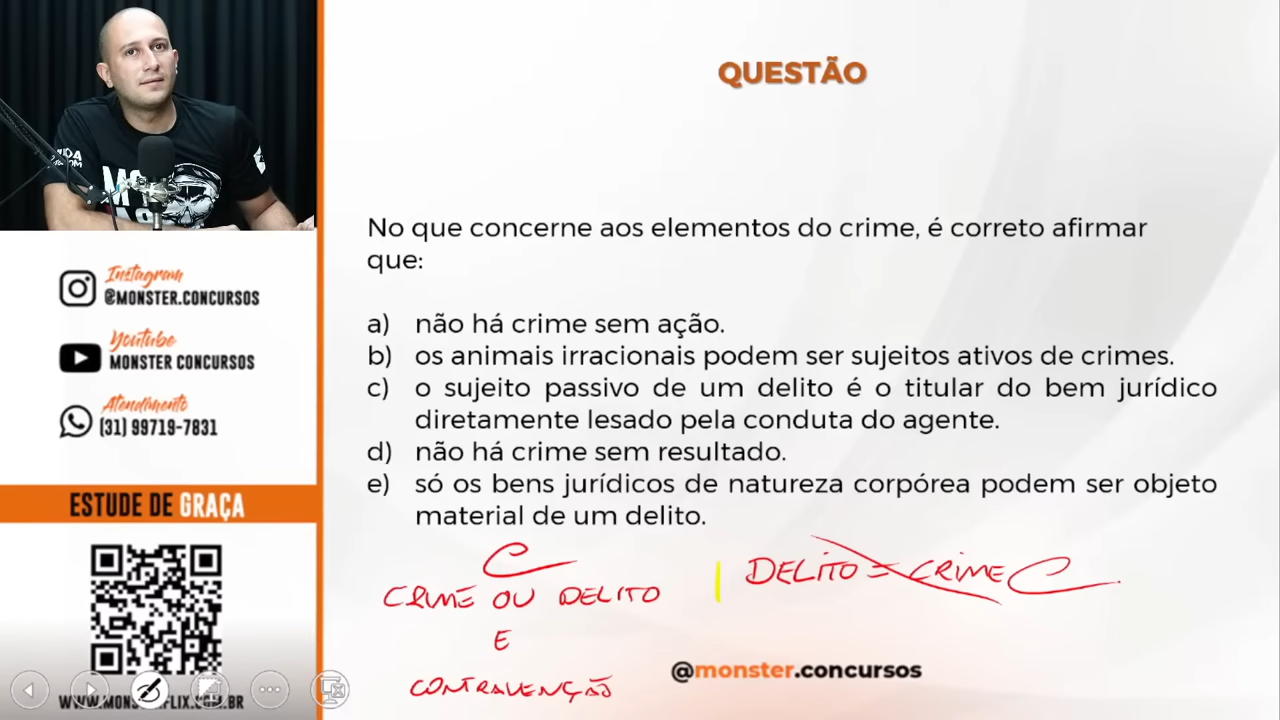 QUESTÃO
No que concerne aos elementos do crime, é correto afirmar
que:
a) não há crime sem ação.
b) os animais irracionais podem ser sujeitos ativos de crimes.
c) o sujeito passivo de um delito é o titular do bem jurídico
diretamente lesado pela conduta do agente.
d) não há crime sem resultado.
e) só os bens jurídicos de natureza corpórea podem ser objeto
material de um delito.
C
CRIME OU DELITO
E
CONTRAVENÇÃO
DELITO = CRIME C
@monster.concursos
Instagram
@MONSTER.CONCURSOS
Youtube
MONSTER CONCURSOS
Atendimento
(31) 99719-7831
ESTUDE DE GRAÇA